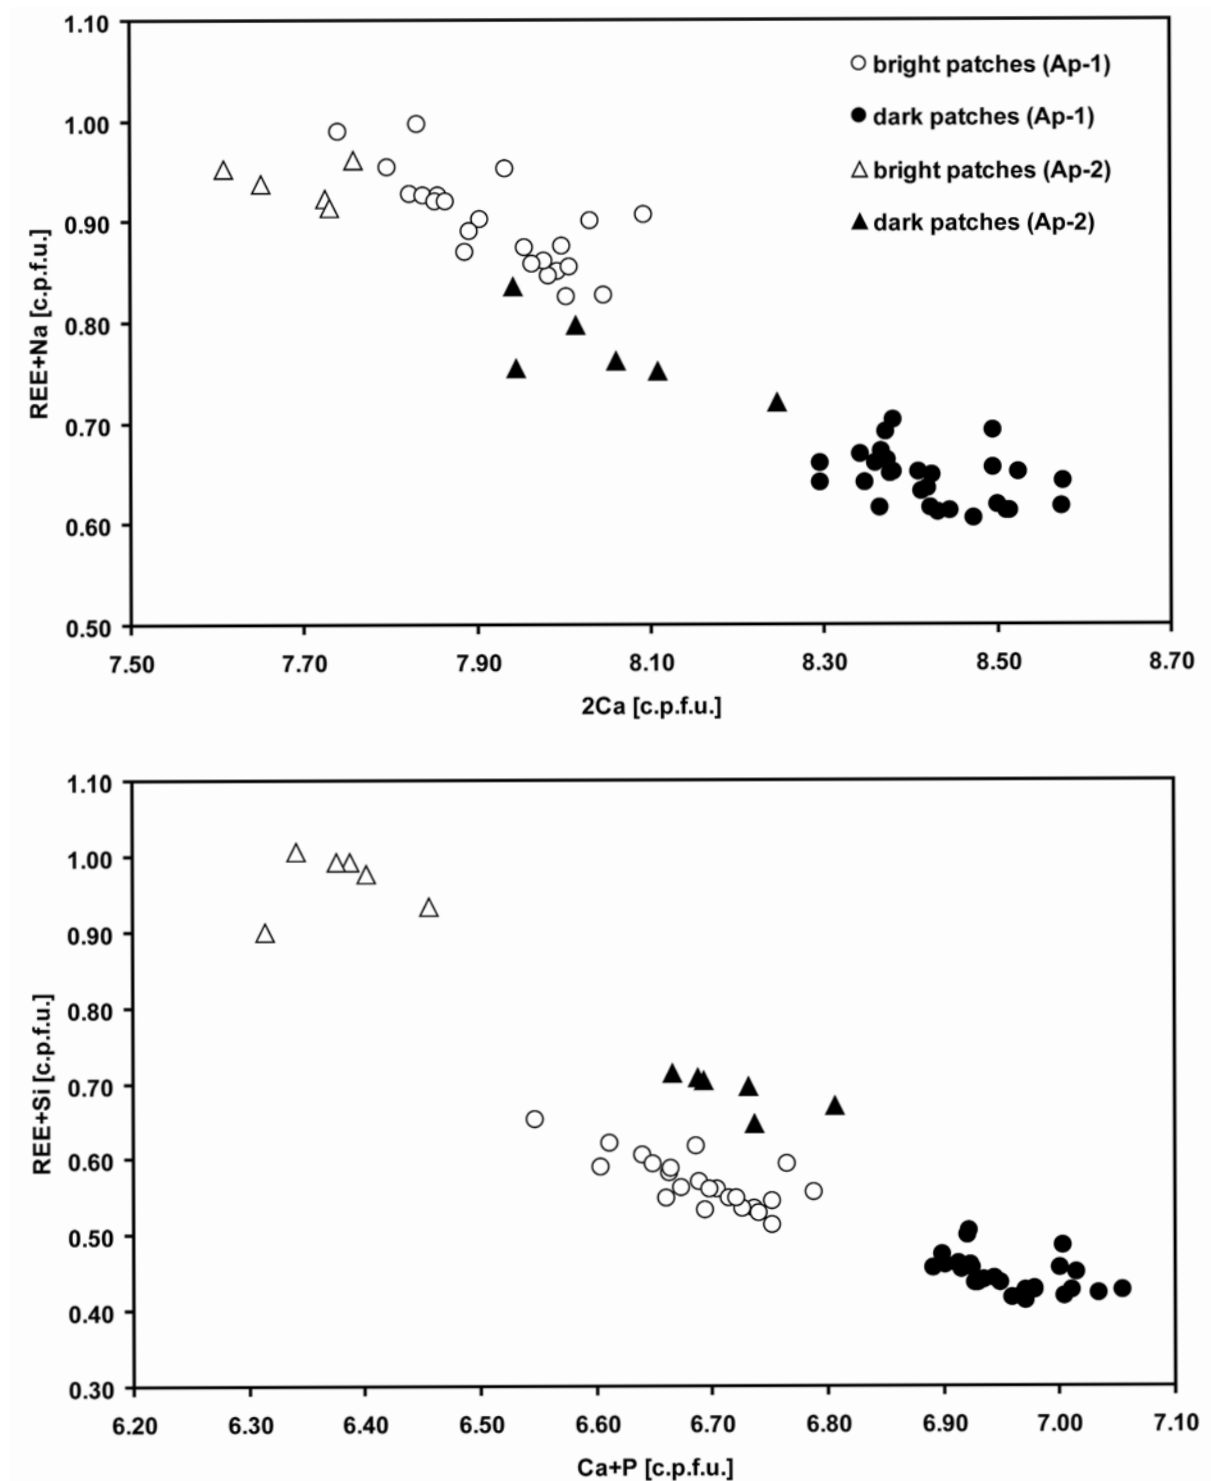 1.10
1.00
0.90
0.80
0.70
0.60
0.50
REE+Na [c.p.f.u.]
bright patches (Ap-1)
dark patches (Ap-1)
bright patches (Ap-2)
dark patches (Ap-2)
7.50 7.70 7.90 8.10 8.30 8.50 8.70
2Ca [c.p.f.u.]
1.10
1.00
0.90
0.80
0.70
0.60
0.50
0.40
0.30
REE+Si [c.p.f.u.]
6.20 6.30 6.40 6.50 6.60 6.70 6.80 6.90 7.00 7.10
Ca+P [c.p.f.u.]